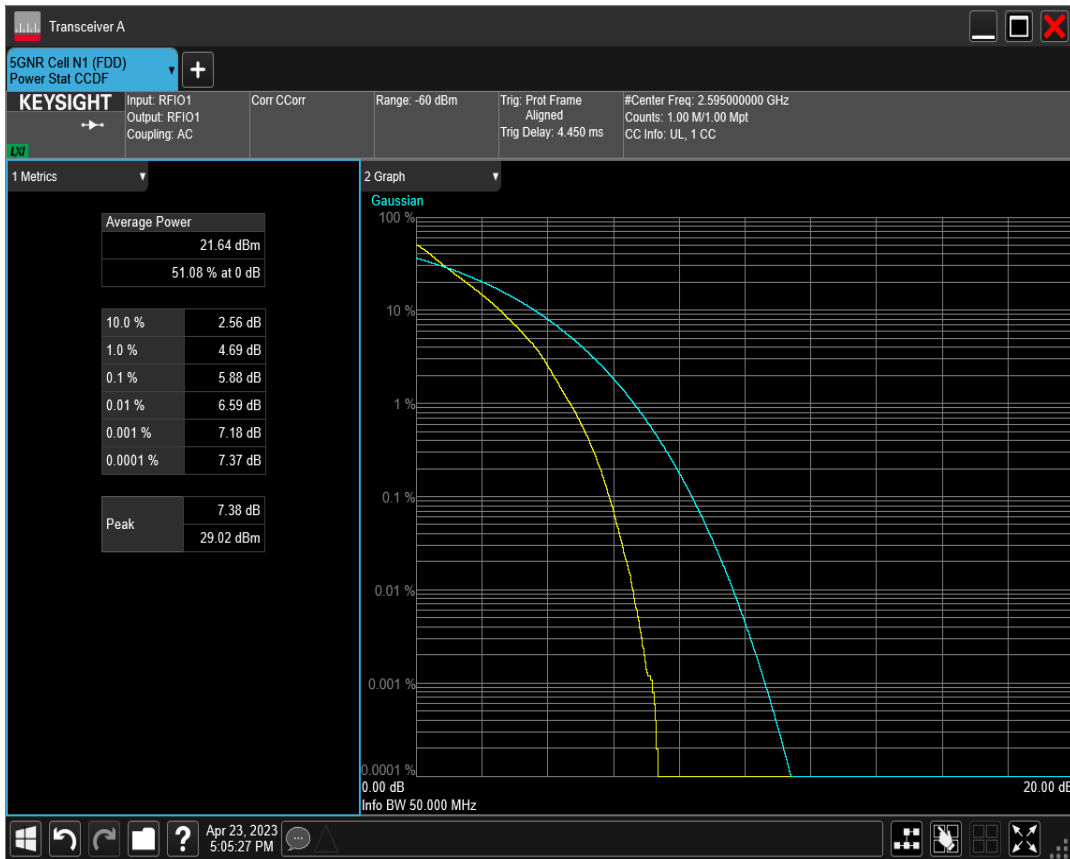 Transceiver A
5GNR Cell N1 (FDD)
Power Stat CCDF
+
KEYSIGHT
LXI
Input: RFIO1
Output: RFIO1
Coupling: AC
Corr CCorr
Range: -60 dBm
Trig: Prot Frame
Aligned
Trig Delay: 4.450 ms
#Center Freq: 2.595000000 GHz
Counts: 1.00 M/1.00 Mpt
CC Info: UL, 1 CC
1 Metrics
Average Power
21.64 dBm
51.08 % at 0 dB
10.0 % 2.56 dB
1.0 % 4.69 dB
0.1 % 5.88 dB
0.01 % 6.59 dB
0.001 % 7.18 dB
0.0001 % 7.37 dB
Peak 7.38 dB
29.02 dBm
2 Graph
Gaussian
100 %
10 %
1 %
0.1 %
0.01 %
0.001 %
0.0001 %
0.00 dB 20.00 dB
Info BW 50.000 MHz
?
Apr 23, 2023
5:05:27 PM